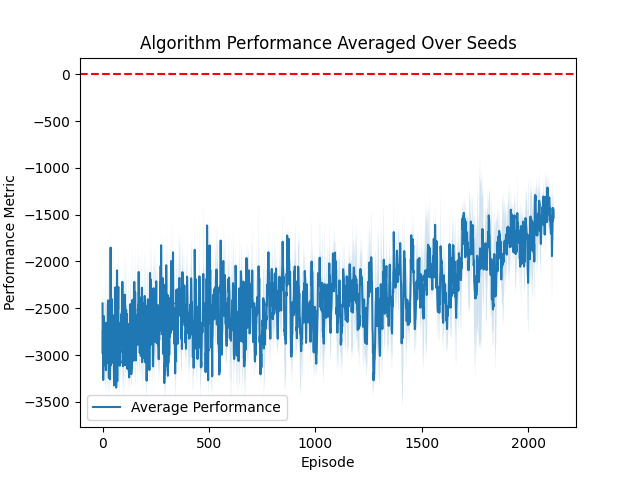 Algorithm Performance Averaged Over Seeds
0
−500
−1000
−1500
−2000
−2500
−3000
−3500
Performance Metric
Average Performance
0 500 1000 1500 2000
Episode